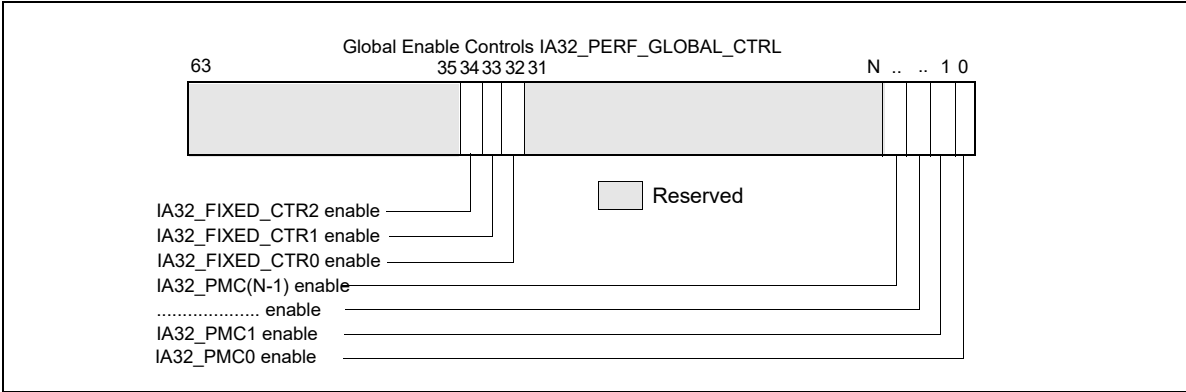 Global Enable Controls IA32_PERF_GLOBAL_CTRL
63 35 34 33 32 31 N .. .. 1 0
Reserved
IA32_FIXED_CTR2 enable
IA32_FIXED_CTR1 enable
IA32_FIXED_CTR0 enable
IA32_PMC(N-1) enable
.................... enable
IA32_PMC1 enable
IA32_PMC0 enable